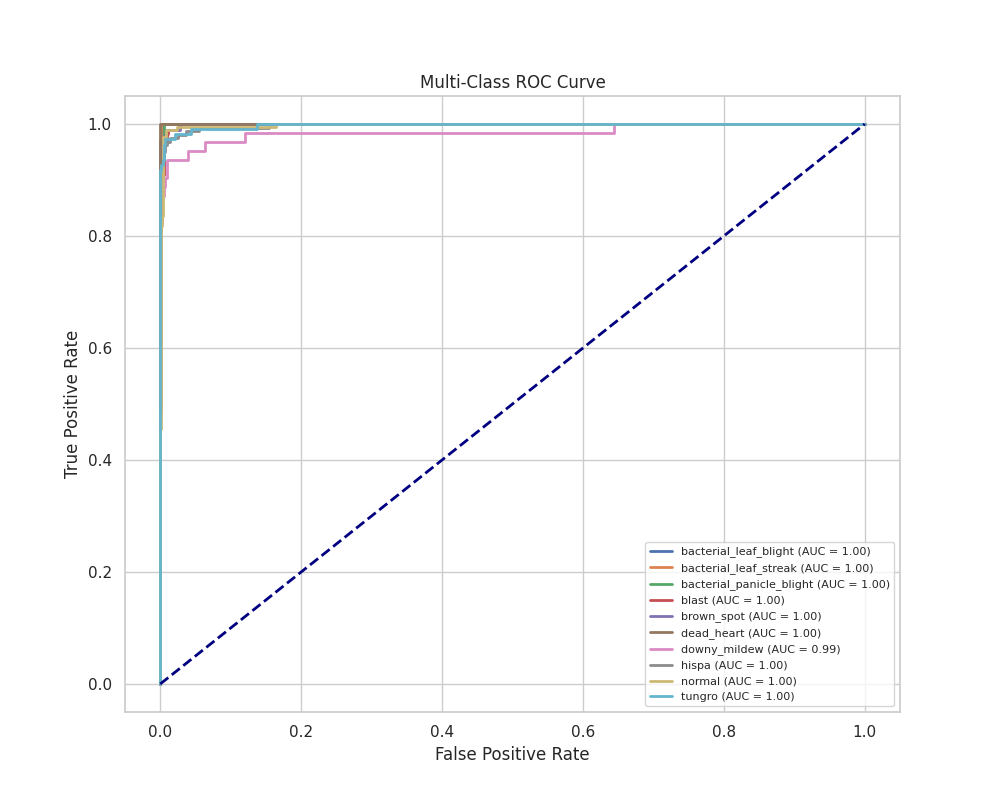 Multi-Class ROC Curve
True Positive Rate
1.0
0.8
0.6
0.4
0.2
0.0
bacterial_leaf_blight (AUC = 1.00)
bacterial_leaf_streak (AUC = 1.00)
bacterial_panicle_blight (AUC = 1.00)
blast (AUC = 1.00)
brown_spot (AUC = 1.00)
dead_heart (AUC = 1.00)
downy_mildew (AUC = 0.99)
hispa (AUC = 1.00)
normal (AUC = 1.00)
tungro (AUC = 1.00)
0.0 0.2 0.4 0.6 0.8 1.0
False Positive Rate